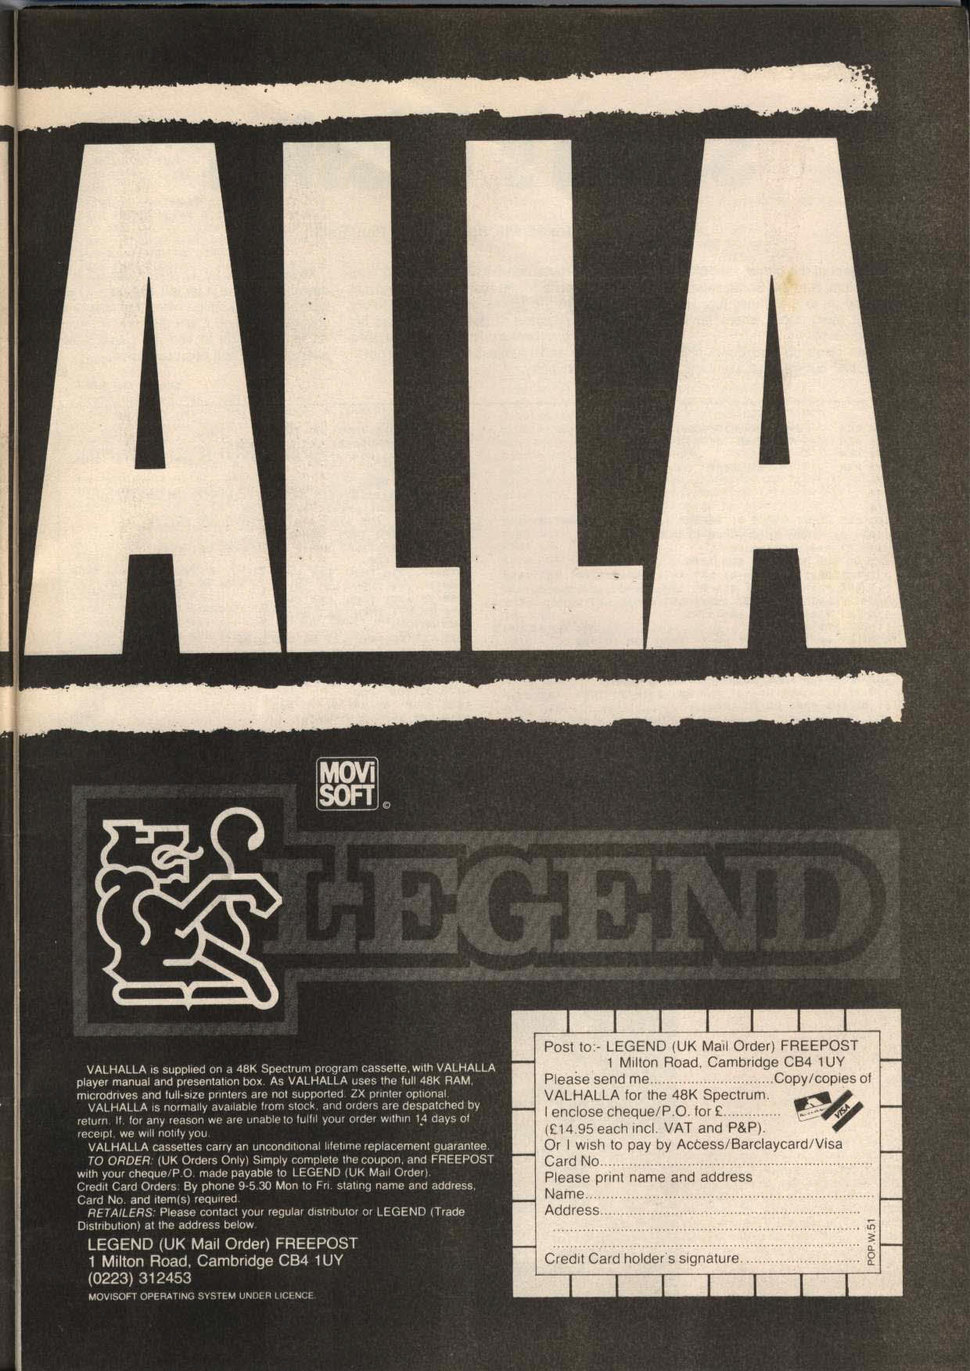 ALLA
MOVi
SOFT
©
LEGEND
VALHALLA is supplied on a 48K Spectrum program cassette, with VALHALLA
player manual and presentation box. As VALHALLA uses the full 48K RAM,
microdrives and full-size printers are not supported. ZX printer optional.
VALHALLA is normally available from stock, and orders are despatched by
return. If, for any reason we are unable to fulfil your order within 14 days of
receipt, we will notify you.
VALHALLA cassettes carry an unconditional lifetime replacement guarantee.
TO ORDER: (UK Orders Only) Simply complete the coupon, and FREEPOST
with your cheque/P.O. made payable to LEGEND (UK Mail Order).
Credit Card Orders: By phone 9-5.30 Mon to Fri. stating name and address,
Card No. and item(s) required.
RETAILERS: Please contact your regular distributor or LEGEND (Trade
Distribution) at the address below.
LEGEND (UK Mail Order) FREEPOST
1 Milton Road, Cambridge CB4 1UY
(0223) 312453
MOVISOFT OPERATING SYSTEM UNDER LICENCE.
Post to:- LEGEND (UK Mail Order) FREEPOST
1 Milton Road, Cambridge CB4 1UY
Please send me............................Copy/copies of
VALHALLA for the 48K Spectrum.
I enclose cheque/P.O. for £.............
(£14.95 each incl. VAT and P&P).
VISA
Or I wish to pay by Access/Barclaycard/Visa
Card No.
Please print name and address
Name
Address
Credit Card holder's signature
POP W.51